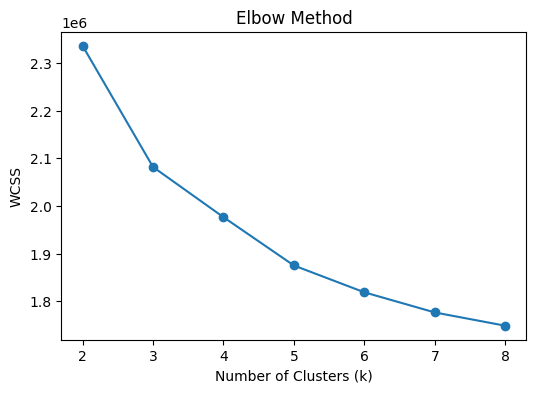 Elbow Method
1e6
2.3
2.2
2.1
2.0
1.9
1.8
WCSS
2 3 4 5 6 7 8
Number of Clusters (k)